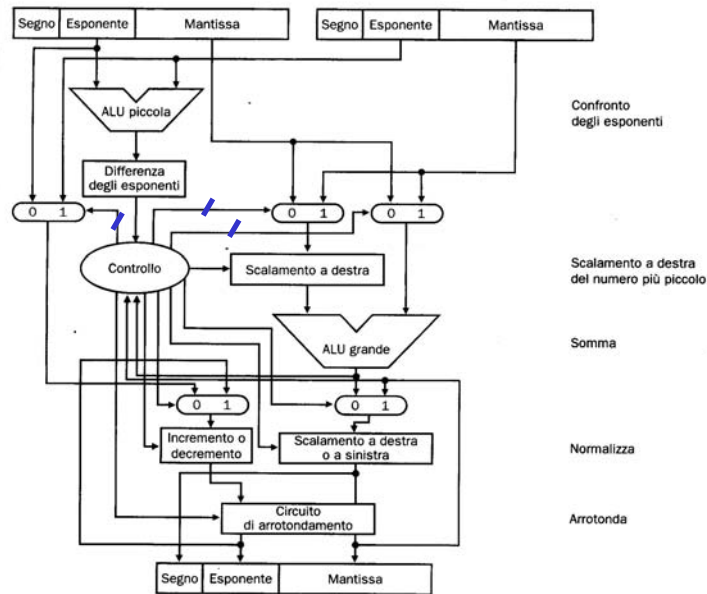 Segno Esponente Mantissa
Segno Esponente Mantissa
ALU piccola
Confronto
degli esponenti
Differenza
degli esponenti
0 1
0 1
0 1
Controllo
Scalamento a destra
Scalamento a destra
del numero più piccolo
ALU grande
Somma
0 1
0 1
Incremento o
decremento
Scalamento a destra
o a sinistra
Normalizza
Circuito
di arrotondamento
Arrotonda
Segno Esponente Mantissa